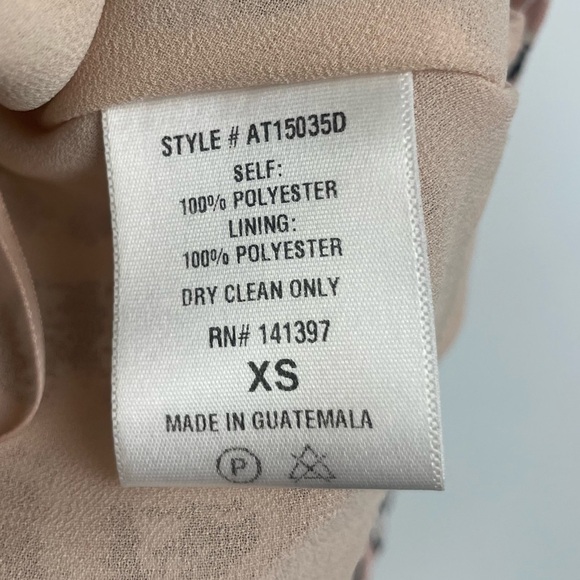 STYLE # AT15035D
SELF:
100% POLYESTER
LINING:
100% POLYESTER
DRY CLEAN ONLY
RN# 141397
XS
MADE IN GUATEMALA
P